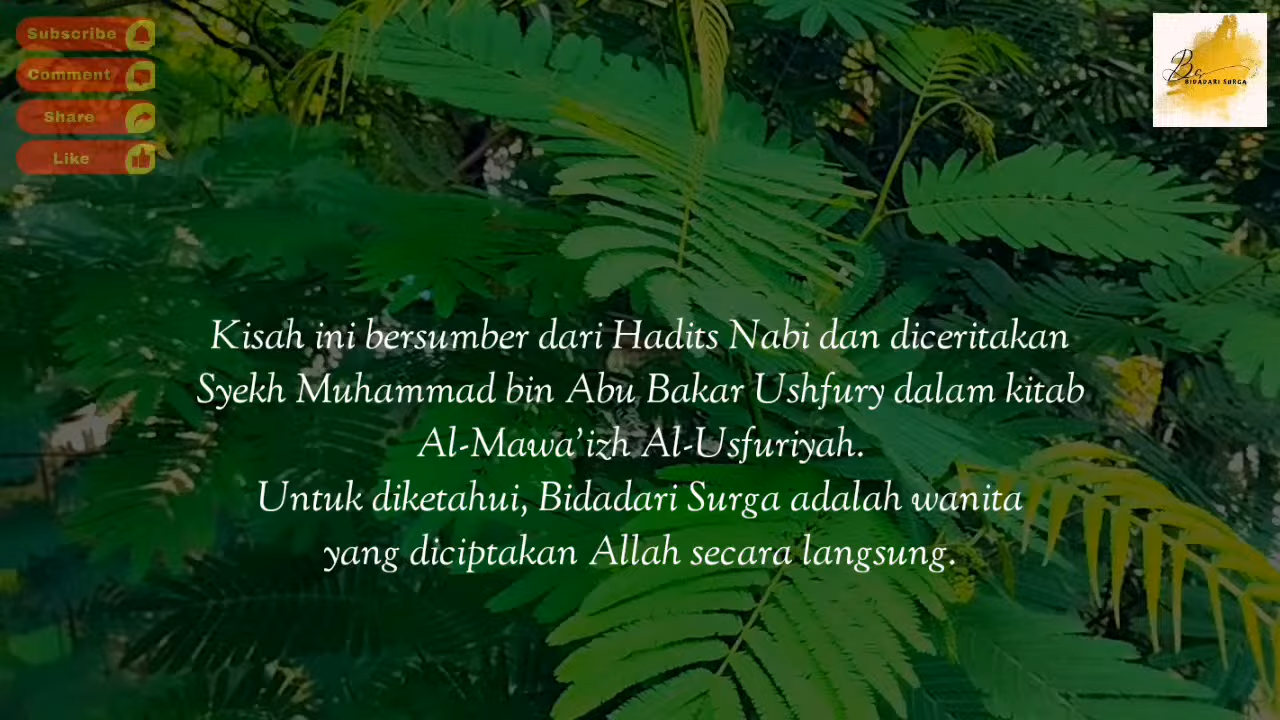 Subscribe
Comment
Share
Like
Bs
BIDADARI SURGA
Kisah ini bersumber dari Hadits Nabi dan diceritakan
Syekh Muhammad bin Abu Bakar Ushfury dalam kitab
Al-Mawa'izh Al-Usfuriyah.
Untuk diketahui, Bidadari Surga adalah wanita
yang diciptakan Allah secara langsung.